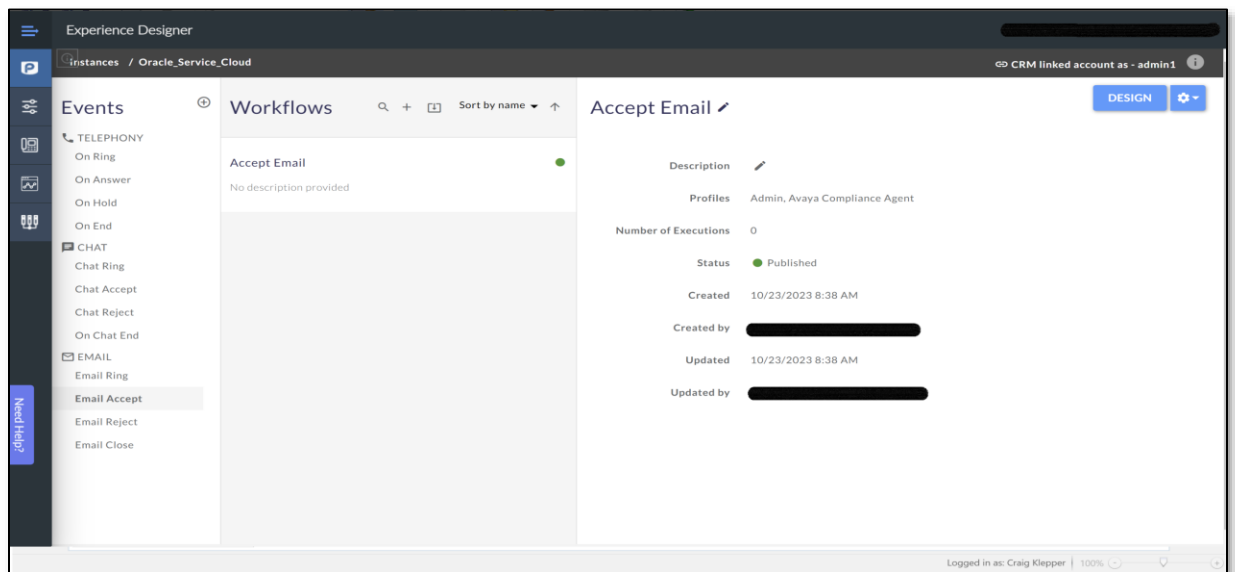 Experience Designer
Instances / Oracle_Service_Cloud
CRM linked account as - admin1
Events
TELEPHONY
On Ring
On Answer
On Hold
On End
CHAT
Chat Ring
Chat Accept
Chat Reject
On Chat End
EMAIL
Email Ring
Email Accept
Email Reject
Email Close
Need Help?
Workflows
Sort by name
Accept Email
No description provided
Accept Email
DESIGN
Description
Profiles Admin, Avaya Compliance Agent
Number of Executions 0
Status Published
Created 10/23/2023 8:38 AM
Created by
Updated 10/23/2023 8:38 AM
Updated by
Logged in as: Craig Klepper | 100%